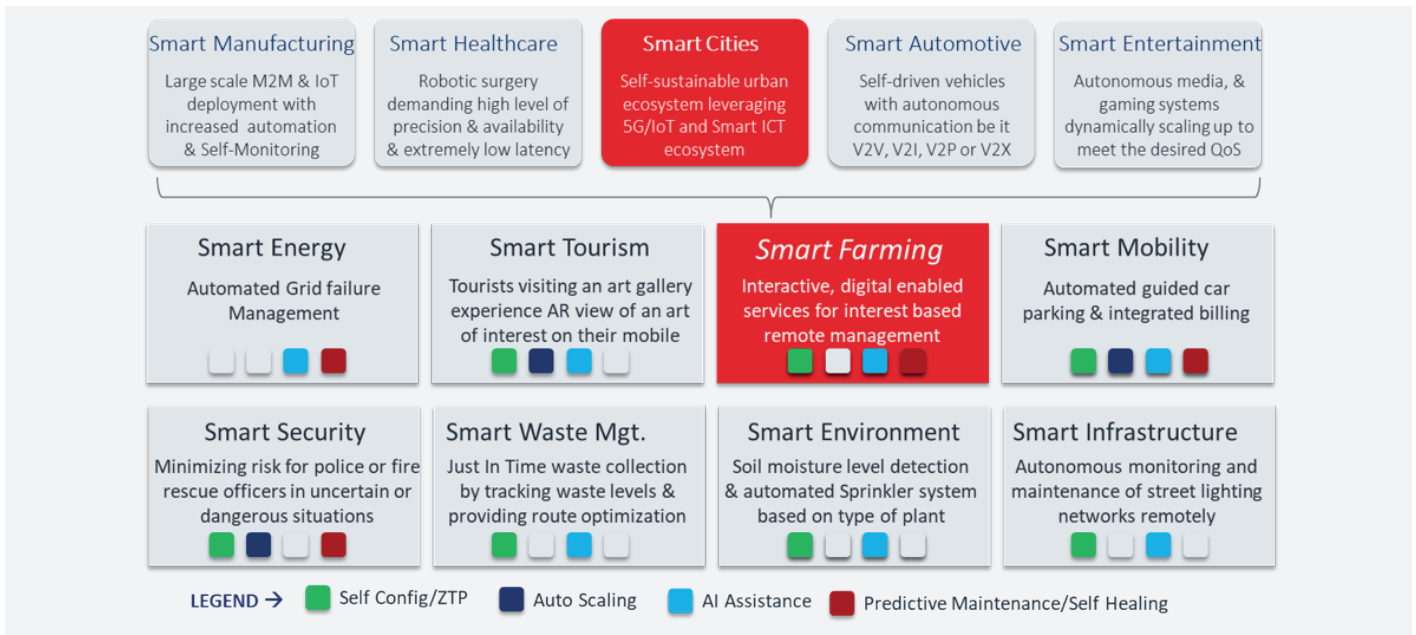 Smart Manufacturing
Large scale M2M & IoT
deployment with
increased automation
& Self-Monitoring
Smart Healthcare
Robotic surgery
demanding high level of
precision & availability
& extremely low latency
Smart Cities
Self-sustainable urban
ecosystem leveraging
5G/IoT and Smart ICT
ecosystem
Smart Automotive
Self-driven vehicles
with autonomous
communication be it
V2V, V2I, V2P or V2X
Smart Entertainment
Autonomous media, &
gaming systems
dynamically scaling up to
meet the desired QoS
Smart Energy
Automated Grid failure
Management
Smart Tourism
Tourists visiting an art gallery
experience AR view of an art
of interest on their mobile
Smart Farming
Interactive, digital enabled
services for interest based
remote management
Smart Mobility
Automated guided car
parking & integrated billing
Smart Security
Minimizing risk for police or fire
rescue officers in uncertain or
dangerous situations
Smart Waste Mgt.
Just In Time waste collection
by tracking waste levels &
providing route optimization
Smart Environment
Soil moisture level detection
& automated Sprinkler system
based on type of plant
Smart Infrastructure
Autonomous monitoring and
maintenance of street lighting
networks remotely
LEGEND → Self Config/ZTP Auto Scaling AI Assistance Predictive Maintenance/Self Healing